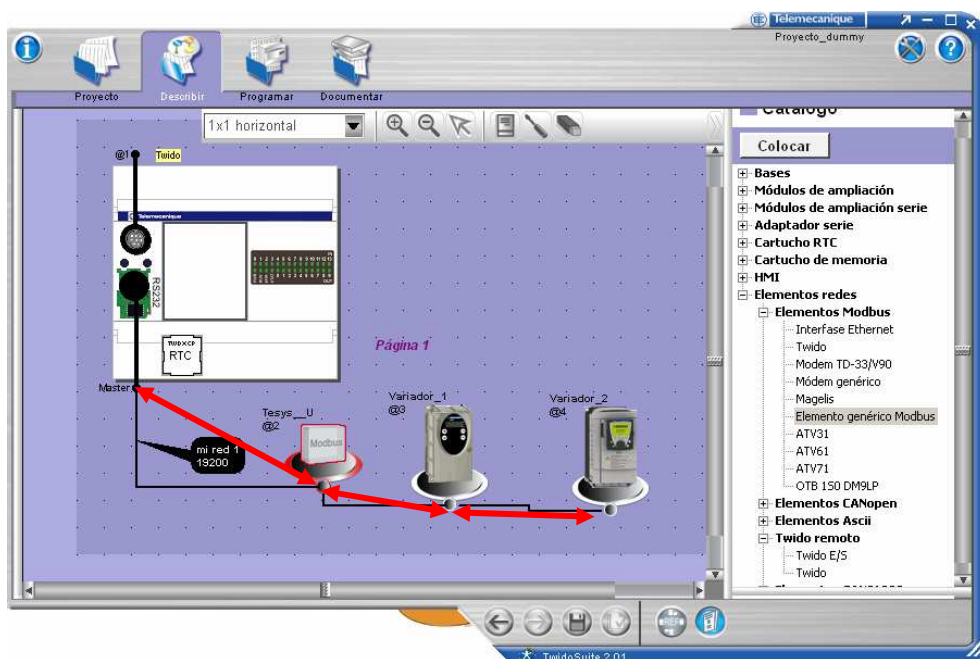 Telemecanique
Proyecto_dummy
Proyecto
Describir
Programar
Documentar
1x1 horizontal
Catálogo
Colocar
Bases
Módulos de ampliación
Módulos de ampliación serie
Adaptador serie
Cartucho RTC
Cartucho de memoria
HMI
Elementos redes
Elementos Modbus
Interfase Ethernet
Twido
Modem TD-33/V90
Módem genérico
Magelis
Elemento genérico Modbus
ATV31
ATV61
ATV71
OTB 1S0 DM9LP
Elementos CANopen
Elementos Ascii
Twido remoto
Twido E/S
Twido
@1
Twido
Telemecanique
RS232
TWDXCP
RTC
Página 1
Master
Tesys__U
@2
Modbus
Variador_1
@3
Variador_2
@4
mi red 1
19200
REF
TwidoSuite 2.01